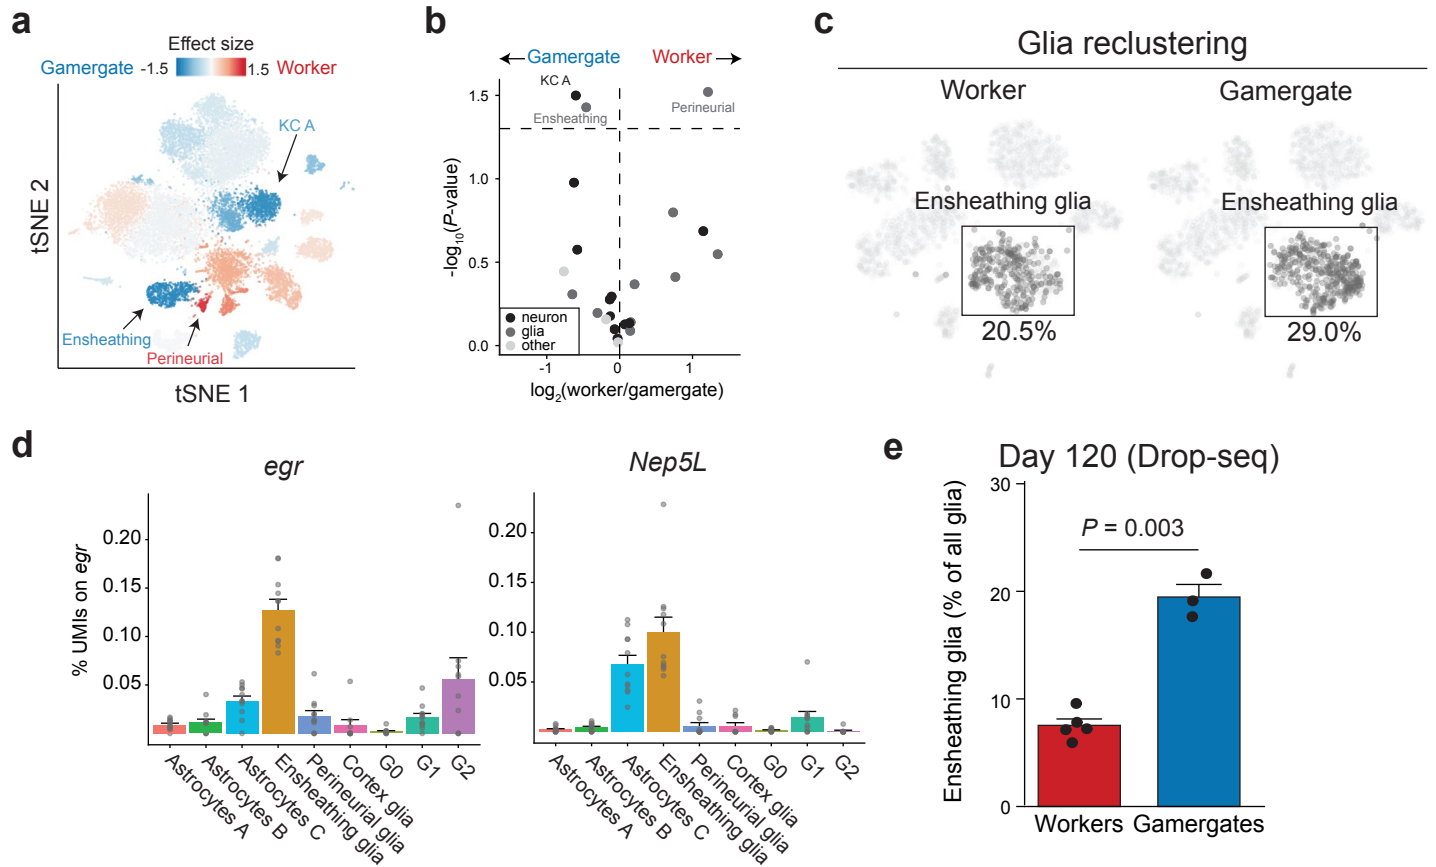 a
Effect size
Gamergate -1.5 1.5 Worker
KC A
Ensheathing
Perineurial
tSNE 2
tSNE 1
b
Gamergate Worker
KC A
Ensheathing
Perineurial
1.5
1.0
0.5
0.0
-log10(P-value)
neuron
glia
other
-1 0 1
log2(worker/gamergate)
c
Glia reclustering
Worker Gamergate
Ensheathing glia Ensheathing glia
20.5% 29.0%
d
egr
% UMIs on egr
0.20
0.15
0.10
0.05
Astrocytes A
Astrocytes B
Astrocytes C
Ensheathing glia
Perineurial glia
Cortex glia
G0
G1
G2
Nep5L
0.20
0.15
0.10
0.05
Astrocytes A
Astrocytes B
Astrocytes C
Ensheathing glia
Perineurial glia
Cortex glia
G0
G1
G2
e
Day 120 (Drop-seq)
Ensheathing glia (% of all glia)
30
20
10
0
P = 0.003
Workers Gamergates